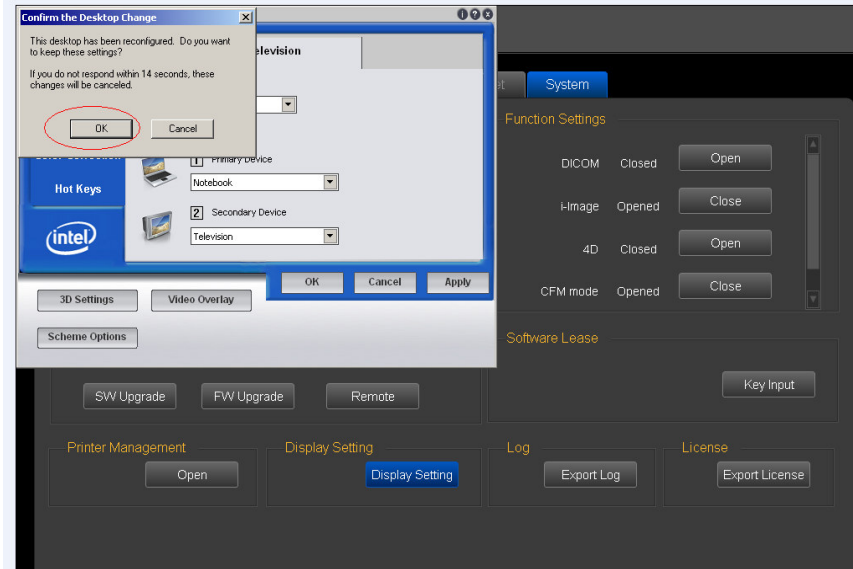 Confirm the Desktop Change
This desktop has been reconfigured. Do you want
to keep these settings?
If you do not respond within 14 seconds, these
changes will be canceled.
OK
Cancel
Television
Hot Keys
intel
1 Primary Device
Notebook
2 Secondary Device
Television
OK
Cancel
Apply
3D Settings
Video Overlay
Scheme Options
System
Function Settings
DICOM Closed Open
i-Image Opened Close
4D Closed Open
CFM mode Opened Close
Software Lease
Key Input
SW Upgrade
FW Upgrade
Remote
Printer Management
Open
Display Setting
Display Setting
Log
Export Log
License
Export License